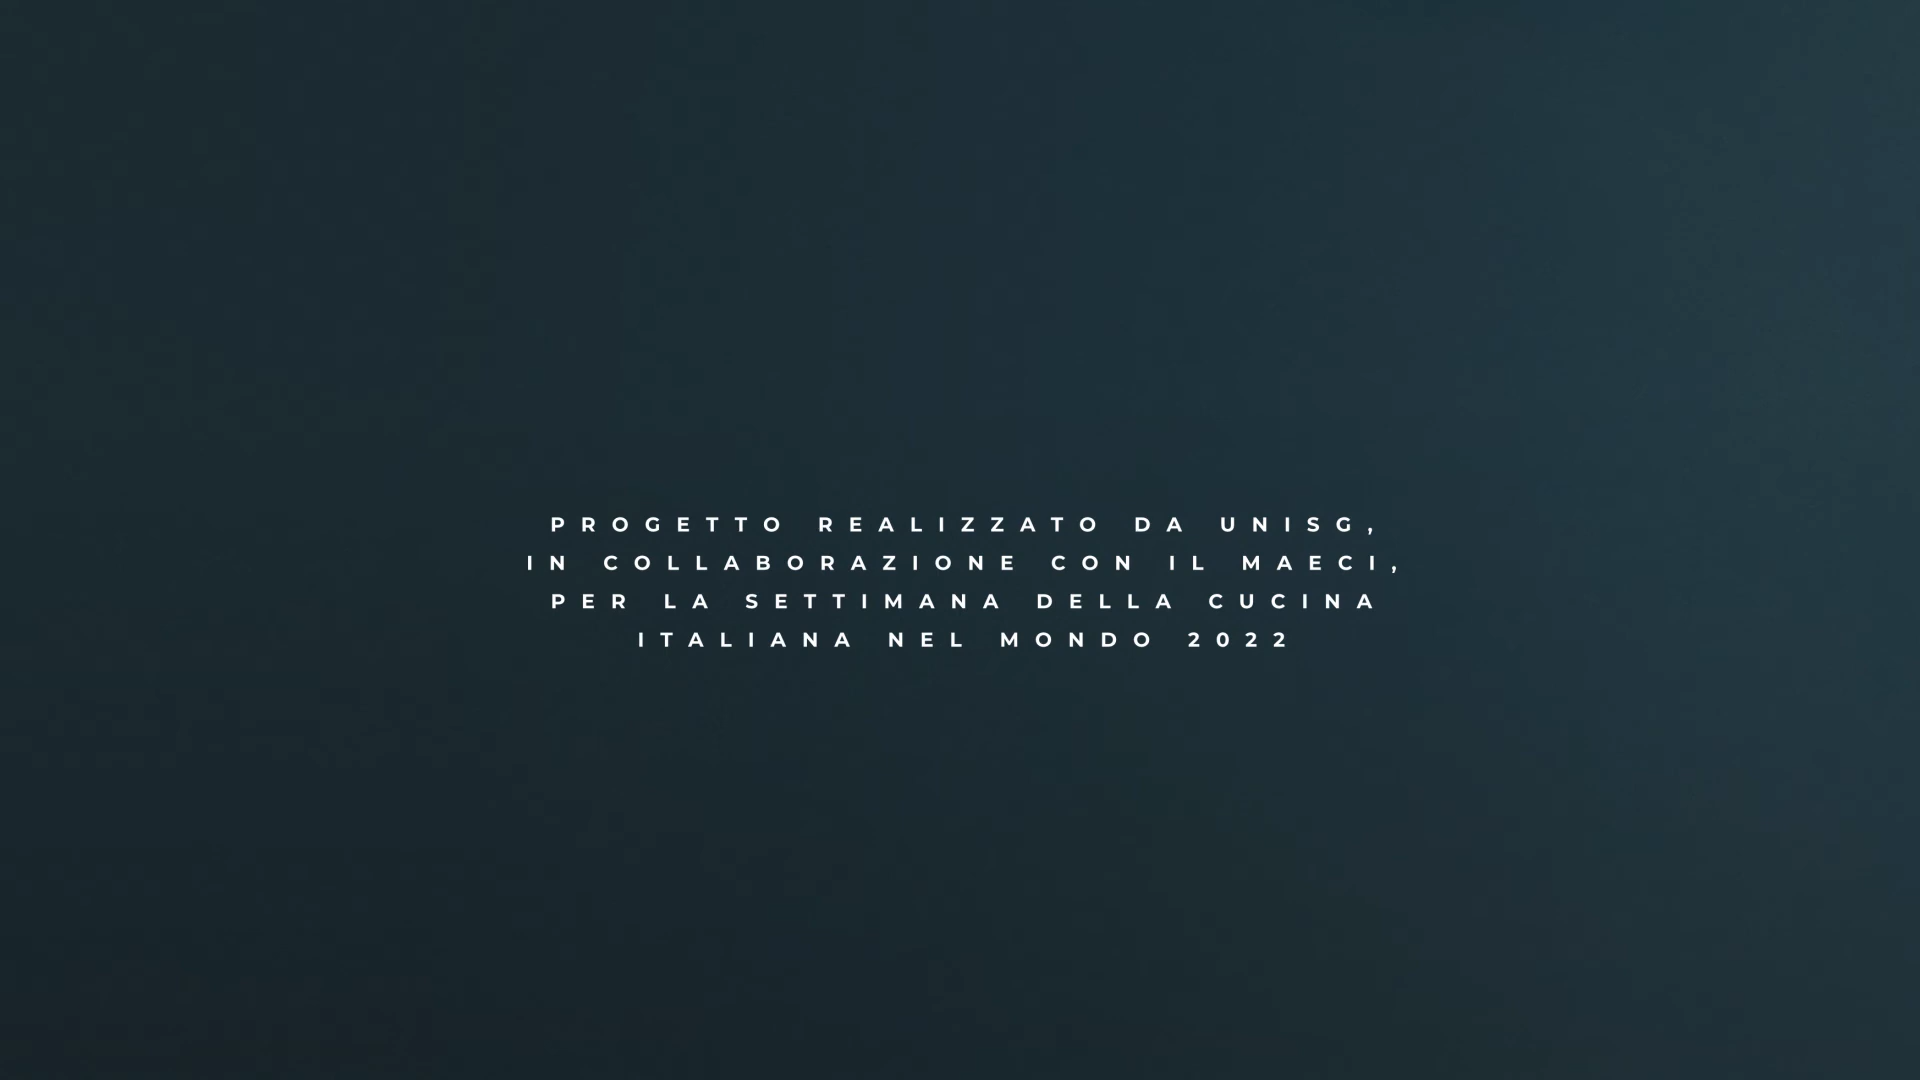 PROGETTO REALIZZATO DA UNISG,
IN COLLABORAZIONE CON IL MAECI,
PER LA SETTIMANA DELLA CUCINA
ITALIANA NEL MONDO 2022